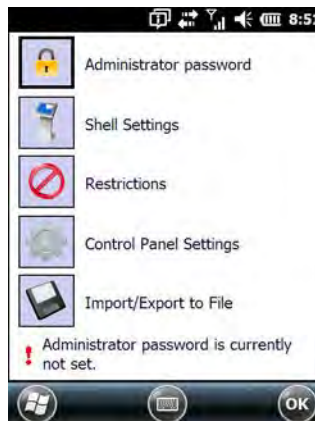 8:5
Administrator password
Shell Settings
Restrictions
Control Panel Settings
Import/Export to File
Administrator password is currently
not set.
OK